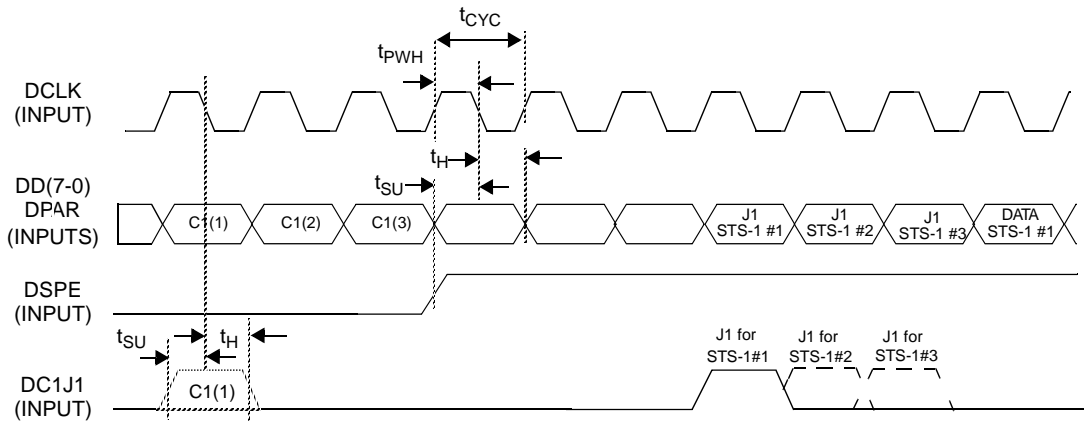 tCYC
tPWH
DCLK
(INPUT)
tH
tSU
DD(7-0)
DPAR
(INPUTS)
C1(1)
C1(2)
C1(3)
J1
STS-1 #1
J1
STS-1 #2
J1
STS-1 #3
DATA
STS-1 #1
DSPE
(INPUT)
tSU
tH
J1 for
STS-1#1
J1 for
STS-1#2
J1 for
STS-1#3
DC1J1
(INPUT)
C1(1)